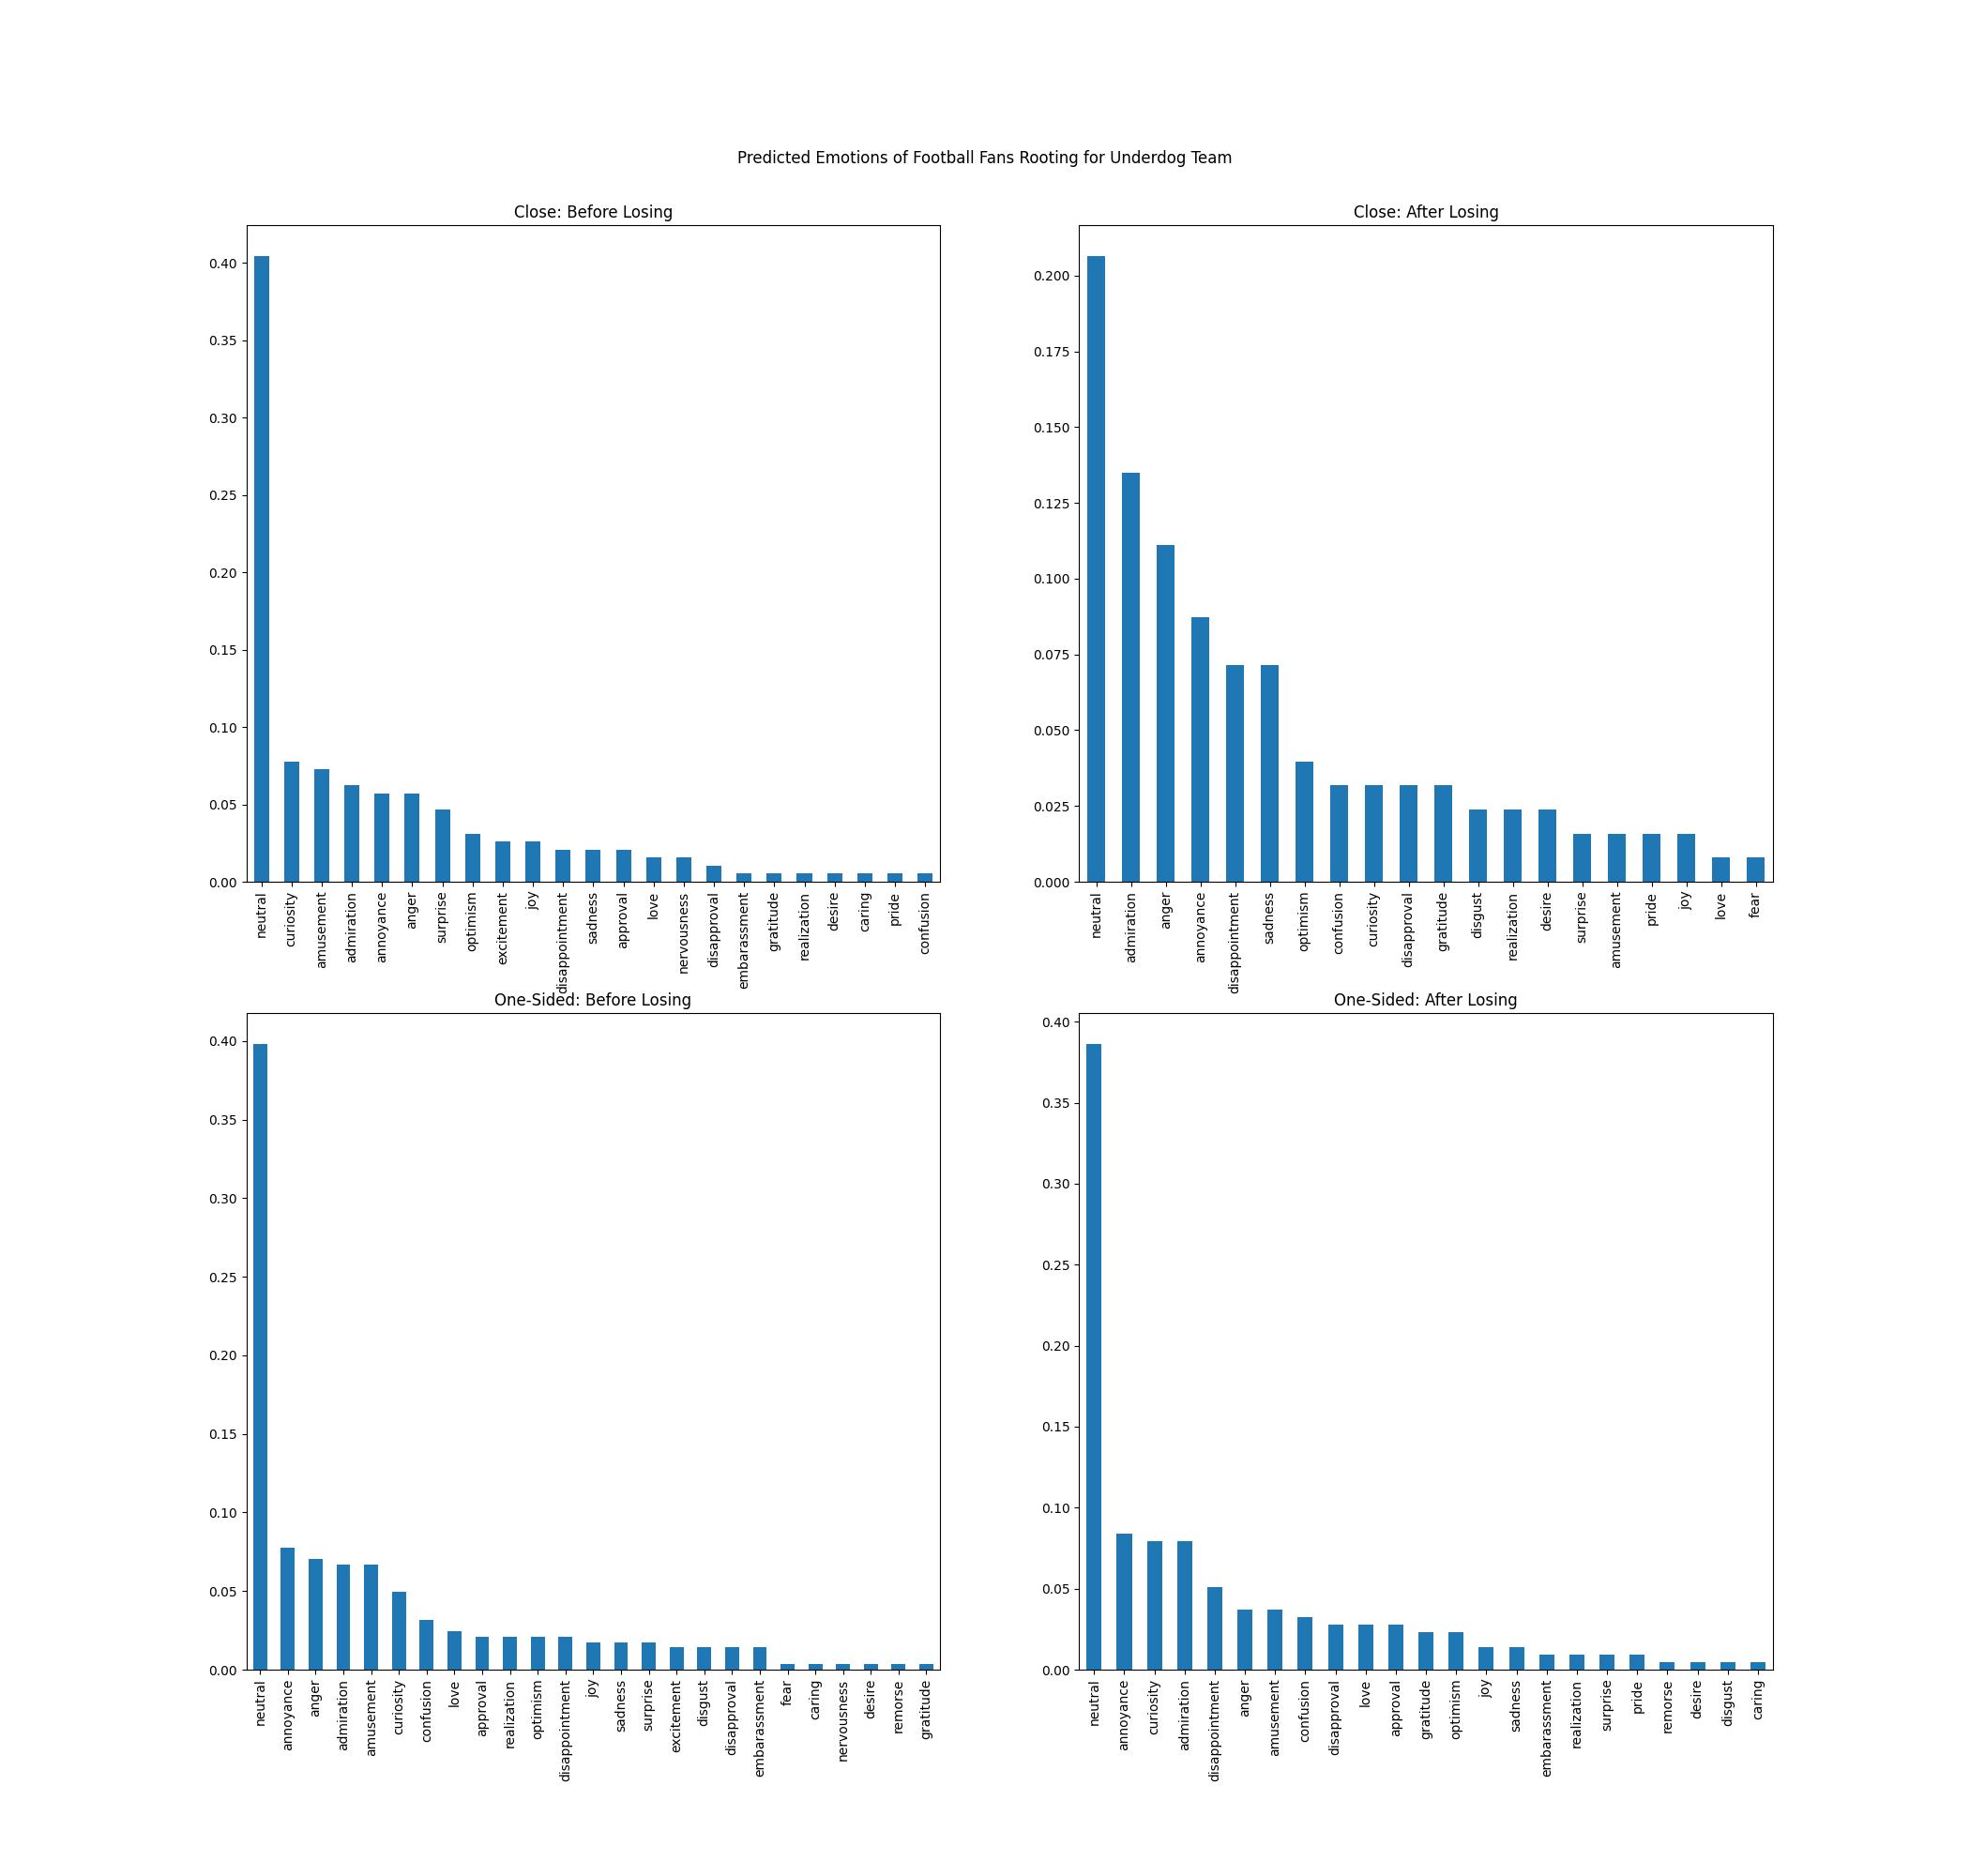 Predicted Emotions of Football Fans Rooting for Underdog Team
Close: Before Losing
0.40
0.35
0.30
0.25
0.20
0.15
0.10
0.05
0.00
neutral
curiosity
amusement
admiration
annoyance
anger
surprise
optimism
excitement
joy
disappointment
sadness
approval
love
nervousness
disapproval
embarassment
gratitude
realization
desire
caring
pride
confusion
Close: After Losing
0.200
0.175
0.150
0.125
0.100
0.075
0.050
0.025
0.000
neutral
admiration
anger
annoyance
disappointment
sadness
optimism
confusion
curiosity
disapproval
gratitude
disgust
realization
desire
surprise
amusement
pride
joy
love
fear
One-Sided: Before Losing
0.40
0.35
0.30
0.25
0.20
0.15
0.10
0.05
0.00
neutral
annoyance
anger
admiration
amusement
curiosity
confusion
love
approval
realization
optimism
disappointment
joy
sadness
surprise
excitement
disgust
disapproval
embarassment
fear
caring
nervousness
desire
remorse
gratitude
One-Sided: After Losing
0.40
0.35
0.30
0.25
0.20
0.15
0.10
0.05
0.00
neutral
annoyance
curiosity
admiration
disappointment
anger
amusement
confusion
disapproval
love
approval
gratitude
optimism
joy
sadness
embarassment
realization
surprise
pride
remorse
desire
disgust
caring